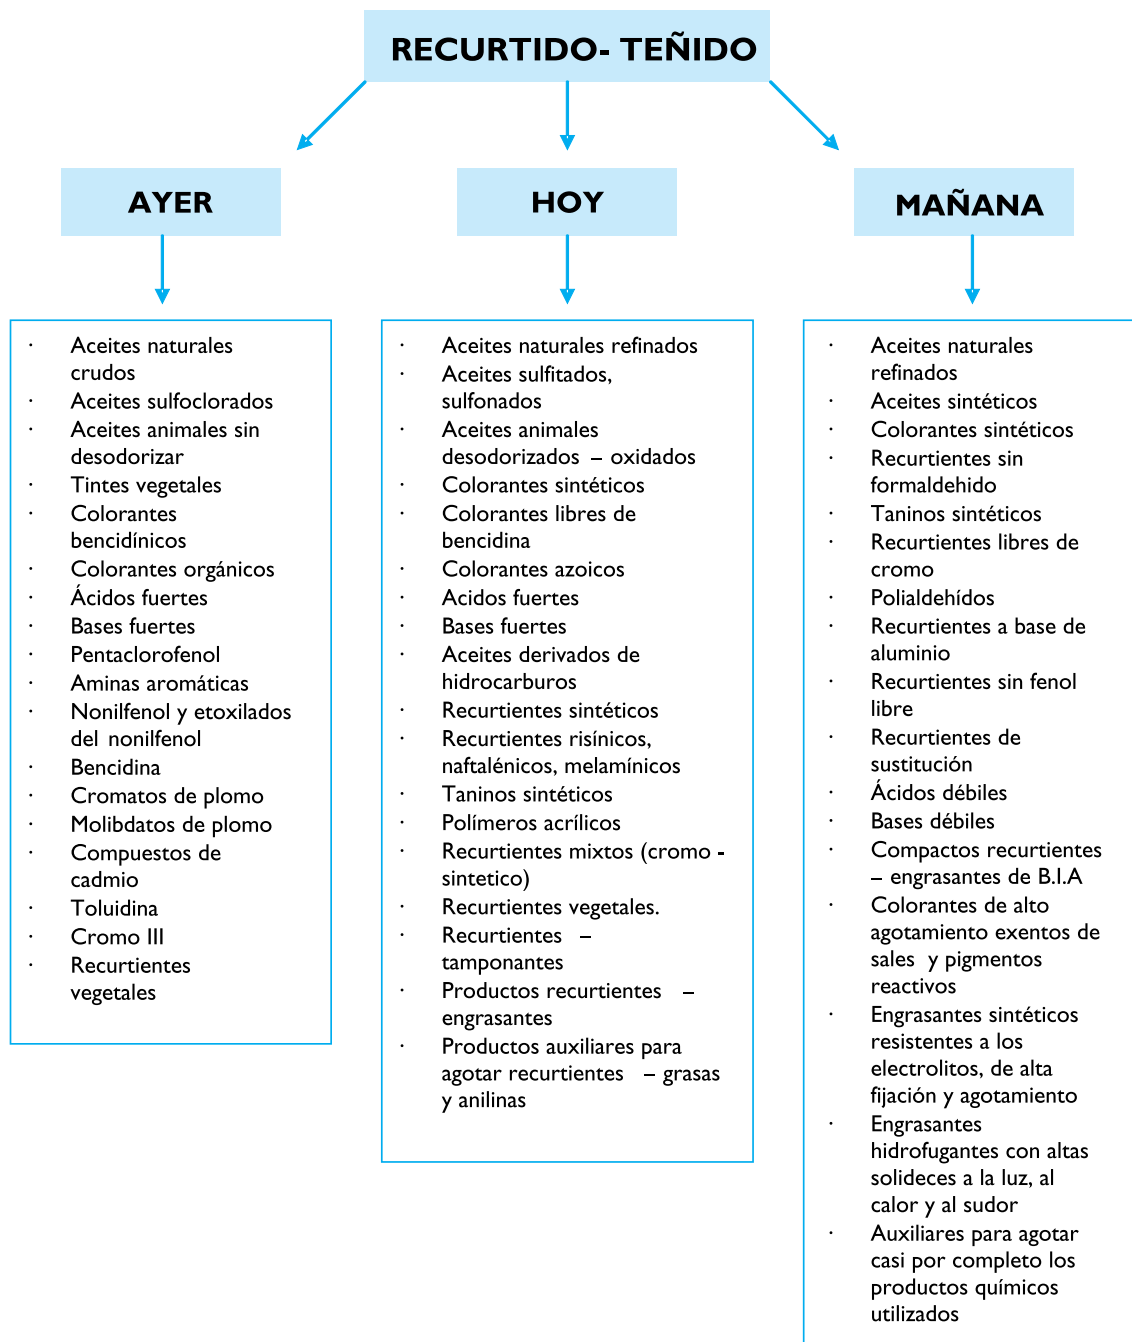 RECURTIDO- TEÑIDO
AYER
· Aceites naturales
crudos
· Aceites sulfoclorados
· Aceites animales sin
desodorizar
· Tintes vegetales
· Colorantes
bencidínicos
· Colorantes orgánicos
· Ácidos fuertes
· Bases fuertes
· Pentaclorofenol
· Aminas aromáticas
· Nonilfenol y etoxilados
del nonilfenol
· Bencidina
· Cromatos de plomo
· Molibdatos de plomo
· Compuestos de
cadmio
· Toluidina
· Cromo III
· Recurtientes
vegetales
HOY
· Aceites naturales refinados
· Aceites sulfitados,
sulfonados
· Aceites animales
desodorizados – oxidados
· Colorantes sintéticos
· Colorantes libres de
bencidina
· Colorantes azoicos
· Acidos fuertes
· Bases fuertes
· Aceites derivados de
hidrocarburos
· Recurtientes sintéticos
· Recurtientes risínicos,
naftalénicos, melamínicos
· Taninos sintéticos
· Polímeros acrílicos
· Recurtientes mixtos (cromo -
sintetico)
· Recurtientes vegetales.
· Recurtientes –
tamponantes
· Productos recurtientes –
engrasantes
· Productos auxiliares para
agotar recurtientes – grasas
y anilinas
MAÑANA
· Aceites naturales
refinados
· Aceites sintéticos
· Colorantes sintéticos
· Recurtientes sin
formaldehido
· Taninos sintéticos
· Recurtientes libres de
cromo
· Polialdehídos
· Recurtientes a base de
aluminio
· Recurtientes sin fenol
libre
· Recurtientes de
sustitución
· Ácidos débiles
· Bases débiles
· Compactos recurtientes
– engrasantes de B.I.A
· Colorantes de alto
agotamiento exentos de
sales y pigmentos
reactivos
· Engrasantes sintéticos
resistentes a los
electrolitos, de alta
fijación y agotamiento
· Engrasantes
hidrofugantes con altas
solideces a la luz, al
calor y al sudor
· Auxiliares para agotar
casi por completo los
productos químicos
utilizados